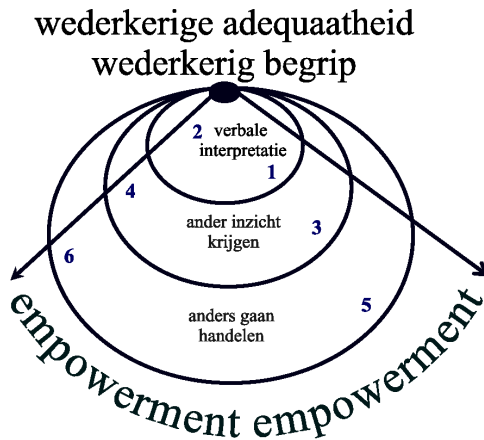 wederkerige adequaatheid
wederkerig begrip
2 verbale
interpretatie
1
4
ander inzicht
krijgen
3
6
anders gaan
handelen
5
empowerment empowerment